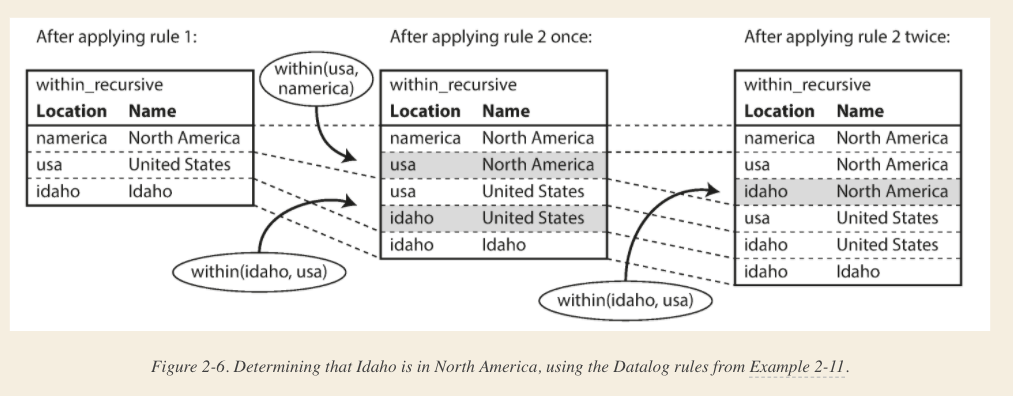 After applying rule 1:
within_recursive
Location Name
namerica North America
usa United States
idaho Idaho
within(usa,
namerica)
within(idaho, usa)
After applying rule 2 once:
within_recursive
Location Name
namerica North America
usa North America
usa United States
idaho United States
idaho Idaho
within(idaho, usa)
After applying rule 2 twice:
within_recursive
Location Name
namerica North America
usa North America
idaho North America
usa United States
idaho United States
idaho Idaho
Figure 2-6. Determining that Idaho is in North America, using the Datalog rules from Example 2-11.